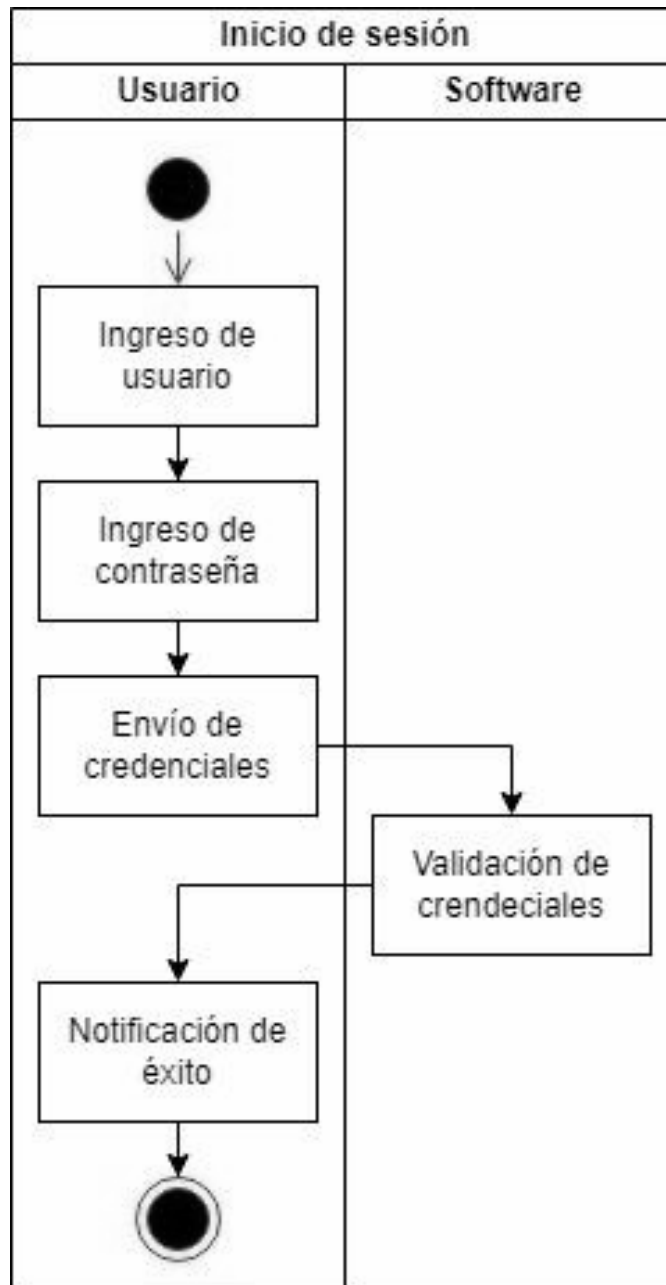 Inicio de sesión
Usuario
Software
Ingreso de
usuario
Ingreso de
contraseña
Envío de
credenciales
Validación de
crendeciales
Notificación de
éxito